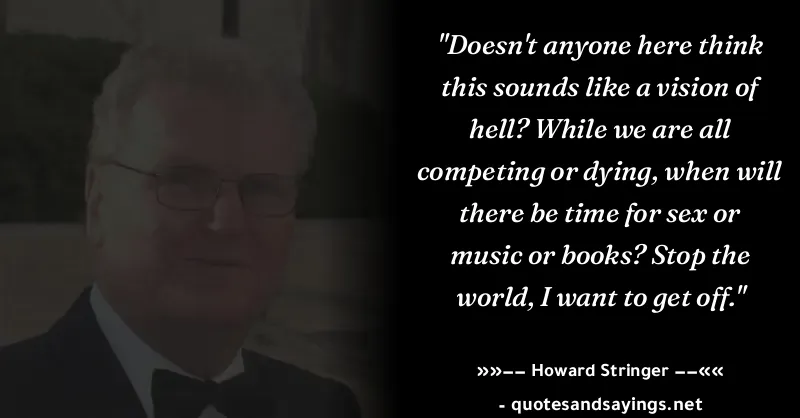 "Doesn't anyone here think
this sounds like a vision of
hell? While we are all
competing or dying, when will
there be time for sex or
music or books? Stop the
world, I want to get off."
»»–– Howard Stringer ––««
- quotesandsayings.net